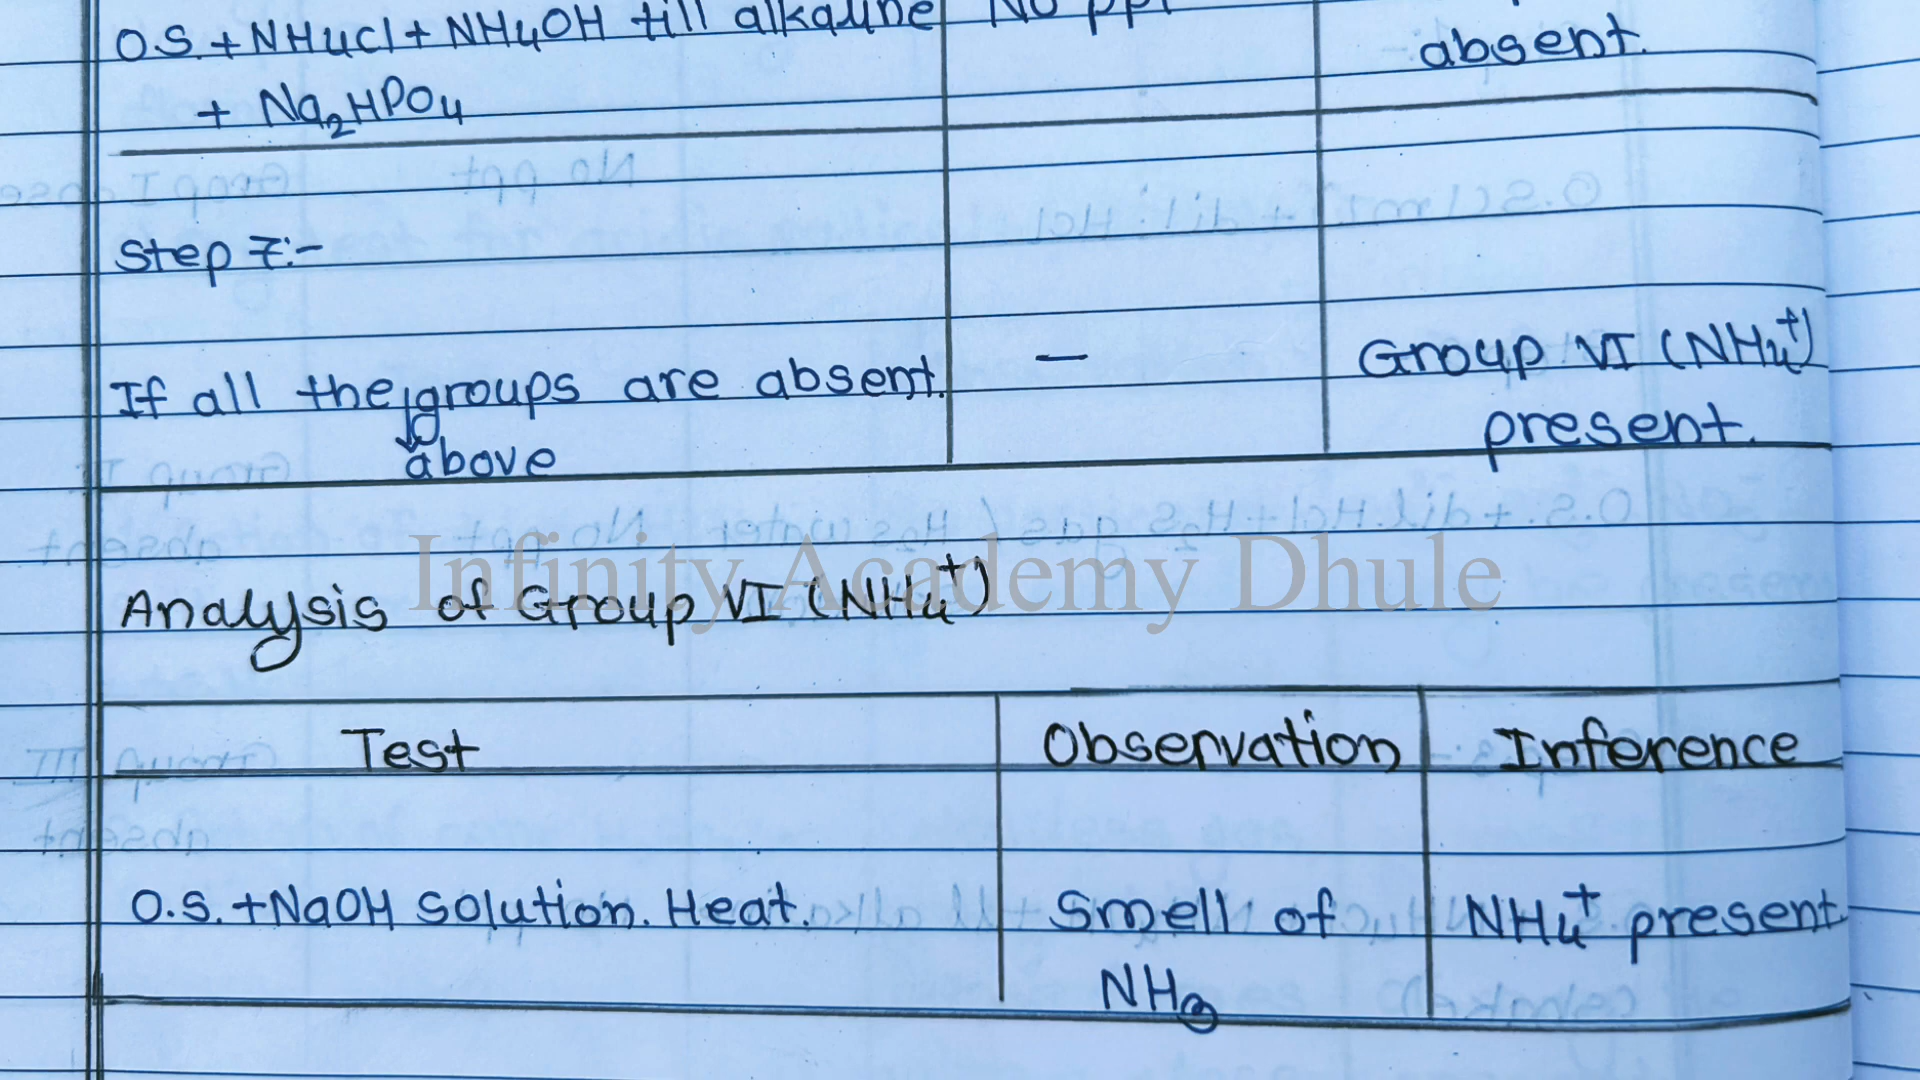 O.S. + NH4Cl + NH4OH till alkaline No ppt
absent.
+ Na2HPO4
Step 7:-
If all the groups are absent. — Group VI (NH4+)
above present.
Infinity Academy Dhule
Analysis of Group VI (NH4+)
Test Observation Inference
O.S. + NaOH solution. Heat. Smell of NH4+ present
NH3